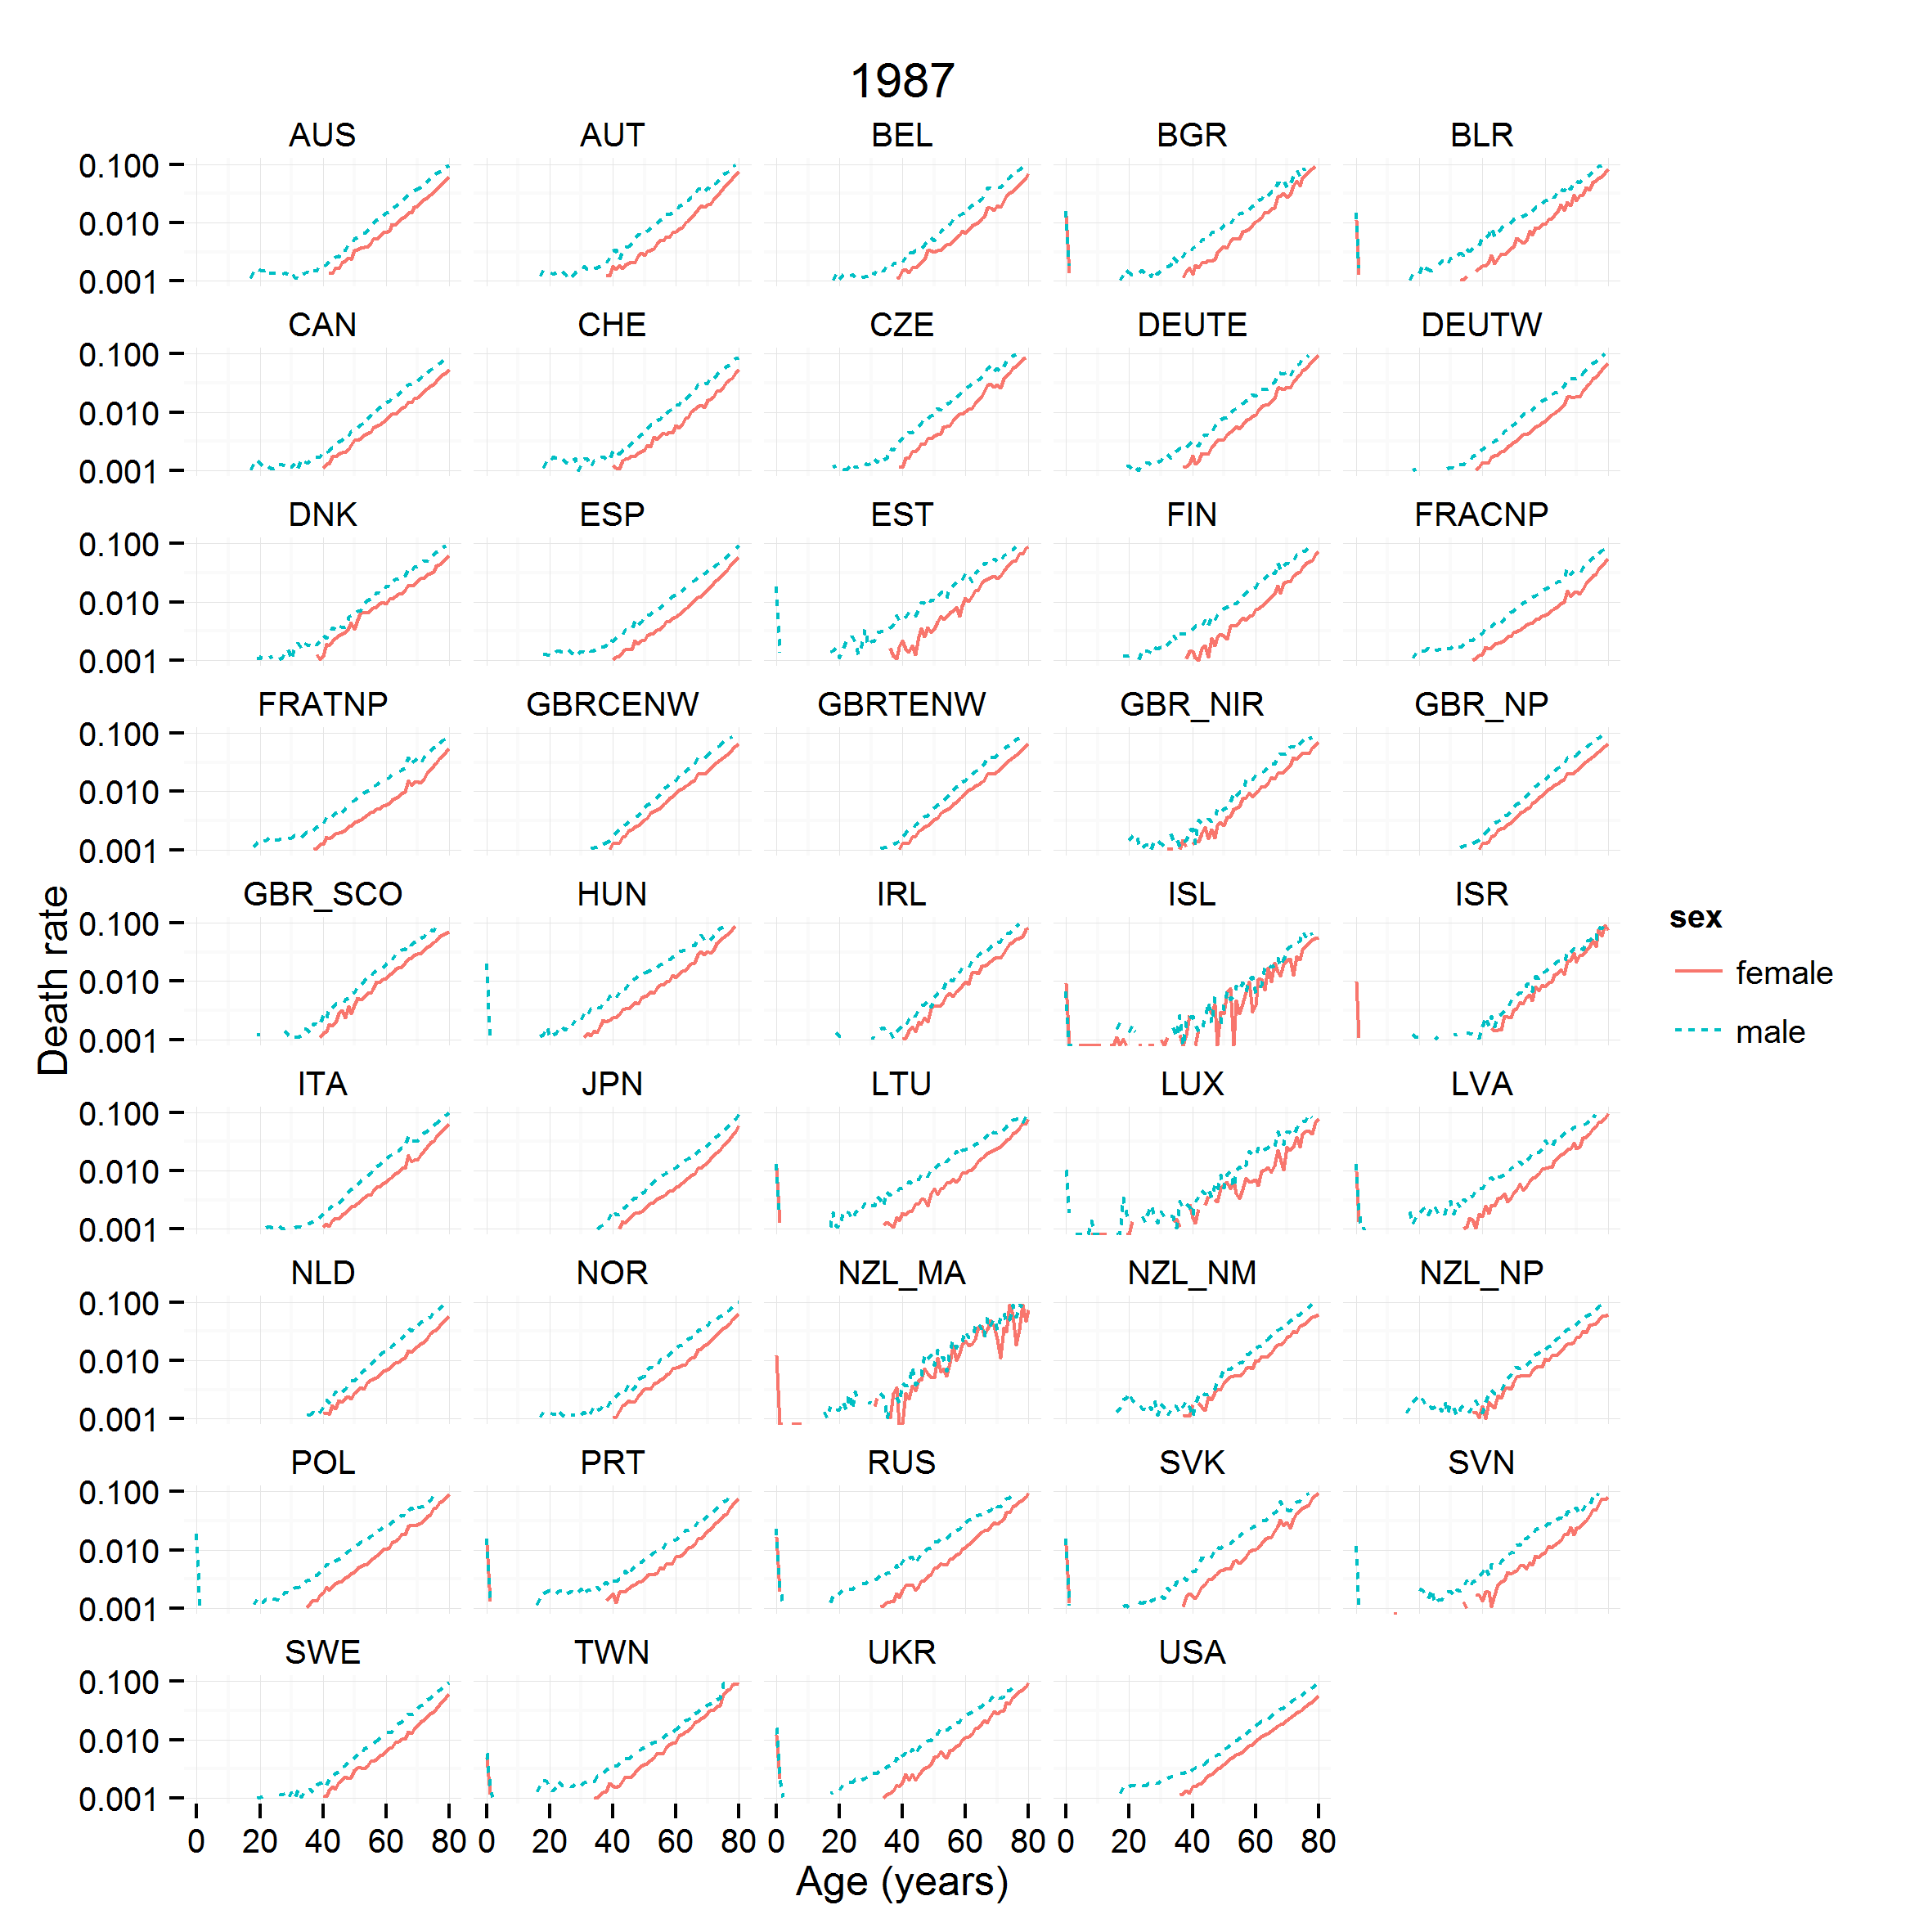 1987
AUS AUT BEL BGR BLR
0.100
0.010
0.001
CAN CHE CZE DEUTE DEUTW
0.100
0.010
0.001
DNK ESP EST FIN FRACNP
0.100
0.010
0.001
FRATNP GBRCENW GBRTENW GBR_NIR GBR_NP
0.100
0.010
0.001
GBR_SCO HUN IRL ISL ISR
0.100
0.010
0.001
ITA JPN LTU LUX LVA
0.100
0.010
0.001
NLD NOR NZL_MA NZL_NM NZL_NP
0.100
0.010
0.001
POL PRT RUS SVK SVN
0.100
0.010
0.001
SWE TWN UKR USA
0.100
0.010
0.001
0 20 40 60 80 0 20 40 60 80 0 20 40 60 80 0 20 40 60 80
Age (years)
Death rate
sex
female
male